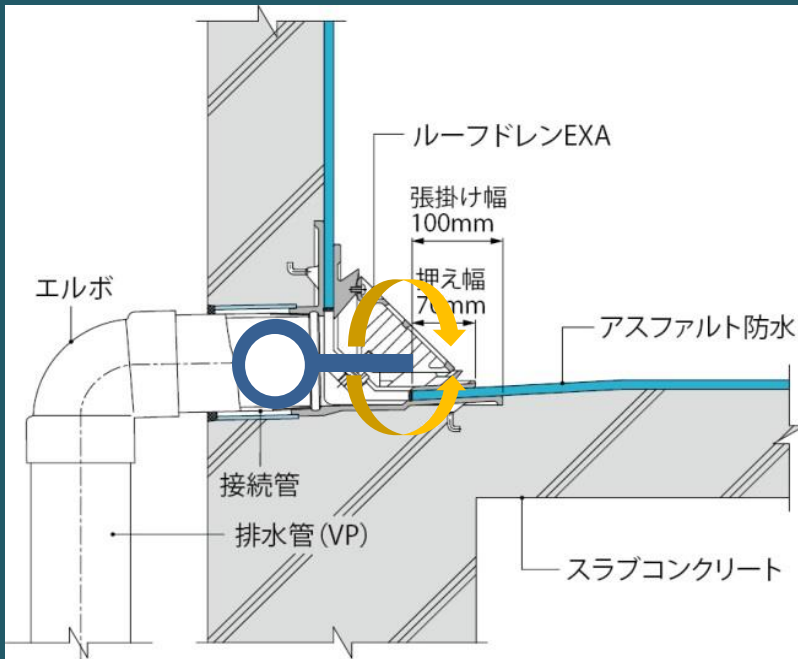 ルーフドレンEXA
張掛け幅
100mm
押え幅
70mm
エルボ
アスファルト防水
接続管
排水管(VP)
スラブコンクリート